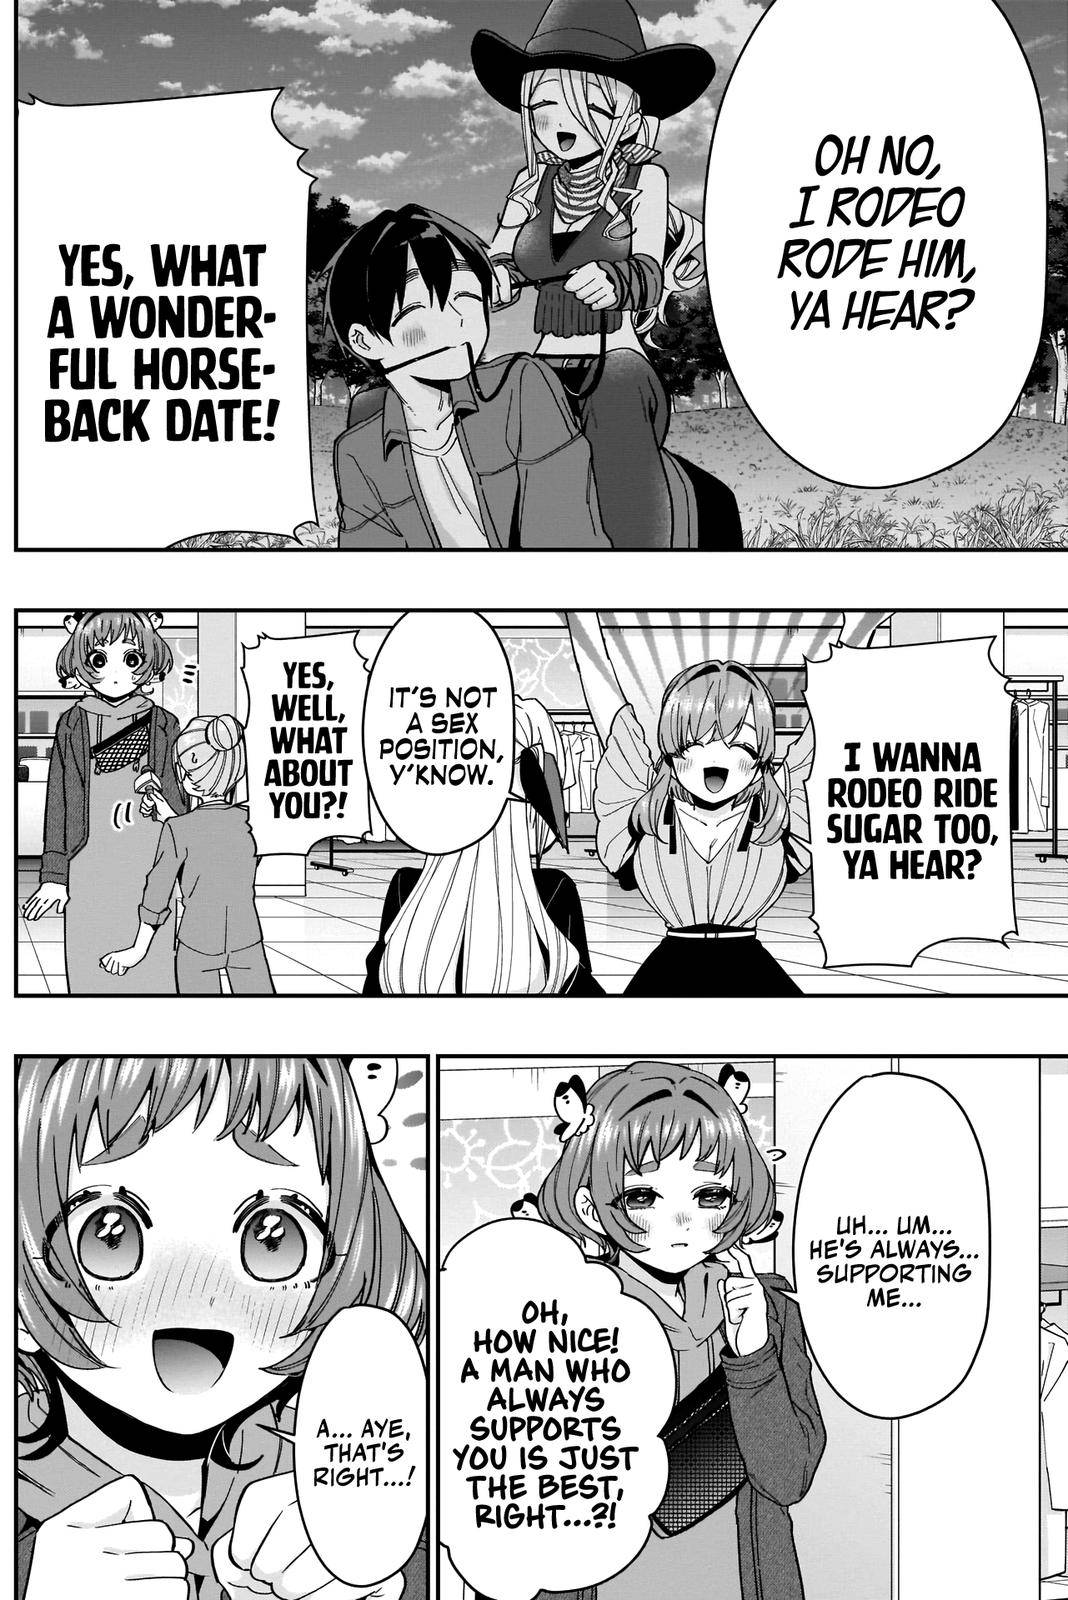 OH NO,
I RODEO
RODE HIM,
YA HEAR?
YES, WHAT
A WONDER-
FUL HORSE-
BACK DATE!
I WANNA
RODEO RIDE
SUGAR TOO,
YA HEAR?
IT'S NOT
A SEX
POSITION,
Y'KNOW.
YES,
WELL,
WHAT
ABOUT
YOU?!
UH... UM...
HE'S ALWAYS...
SUPPORTING
ME...
OH,
HOW NICE!
A MAN WHO
ALWAYS
SUPPORTS
YOU IS JUST
THE BEST,
RIGHT...?!
A... AYE,
THAT'S
RIGHT...!